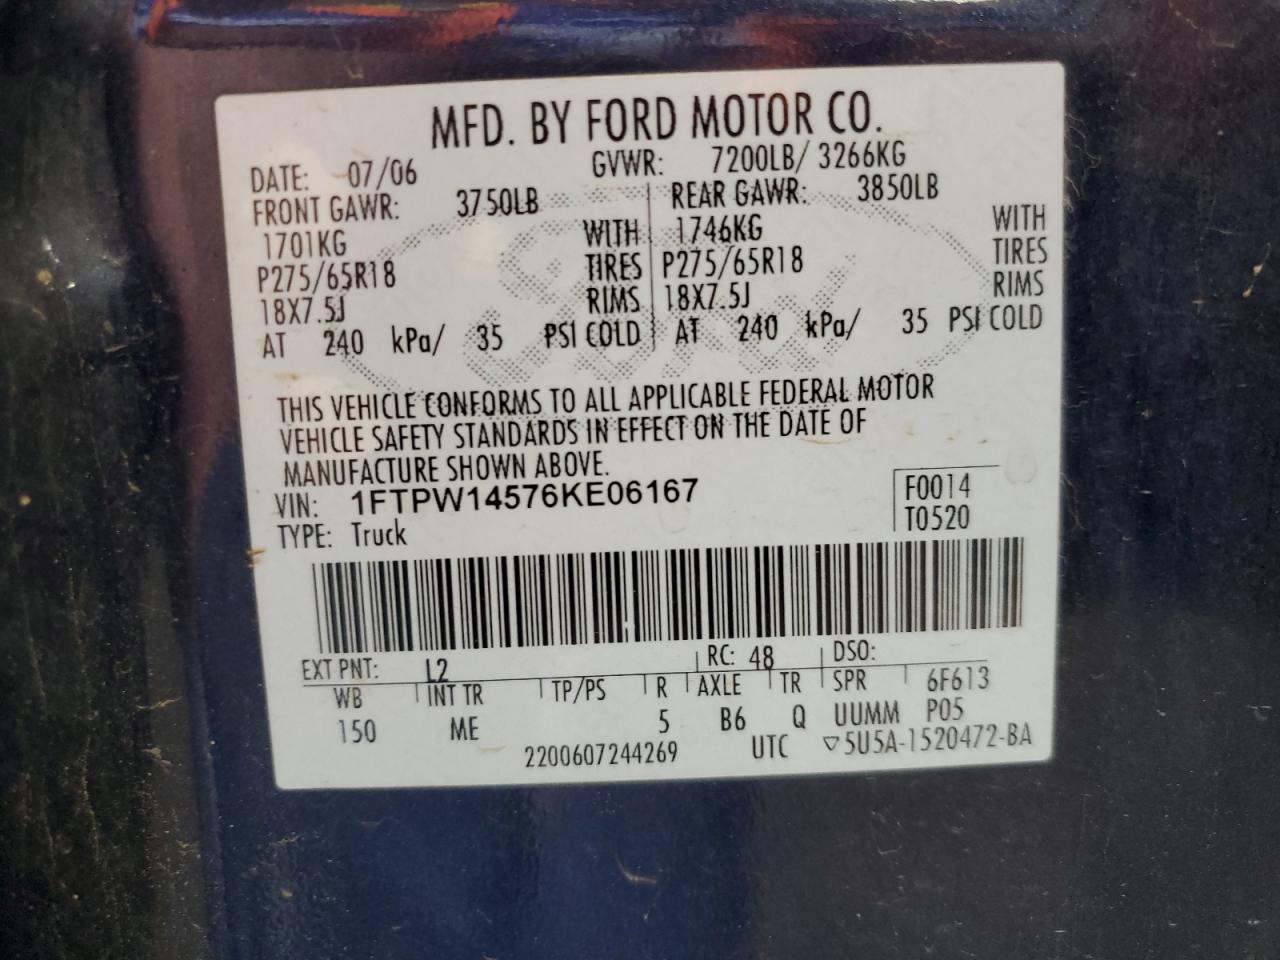 MFD. BY FORD MOTOR CO.
DATE: 07/06 GVWR: 7200LB/ 3266KG
FRONT GAWR: 3750LB REAR GAWR: 3850LB
1701KG WITH 1746KG WITH
P275/65R18 TIRES P275/65R18 TIRES
18X7.5J RIMS 18X7.5J RIMS
AT 240 kPa/ 35 PSI COLD AT 240 kPa/ 35 PSI COLD
THIS VEHICLE CONFORMS TO ALL APPLICABLE FEDERAL MOTOR
VEHICLE SAFETY STANDARDS IN EFFECT ON THE DATE OF
MANUFACTURE SHOWN ABOVE.
VIN: 1FTPW14576KE06167 F0014
TYPE: Truck T0520
EXT PNT: L2 RC: 48 DSO:
WB INT TR TP/PS R AXLE TR SPR 6F613
150 ME 5 B6 Q UUMM P05
2200607244269 UTC ▽5U5A-1520472-BA